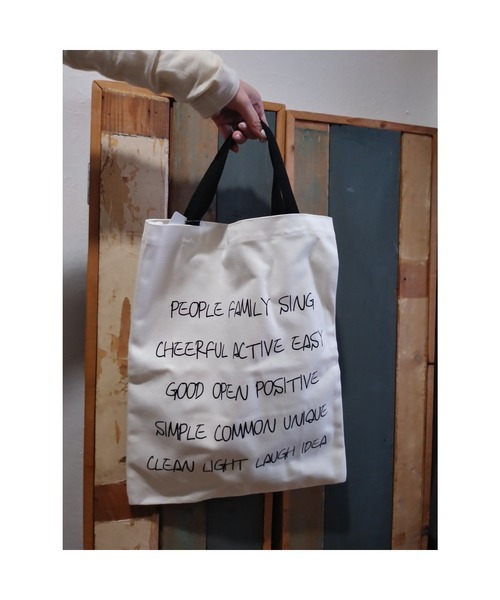 PEOPLE FAMILY SING
CHEERFUL ACTIVE EASY
GOOD OPEN POSITIVE
SIMPLE COMMON UNIQUE
CLEAN LIGHT LAUGH IDEA